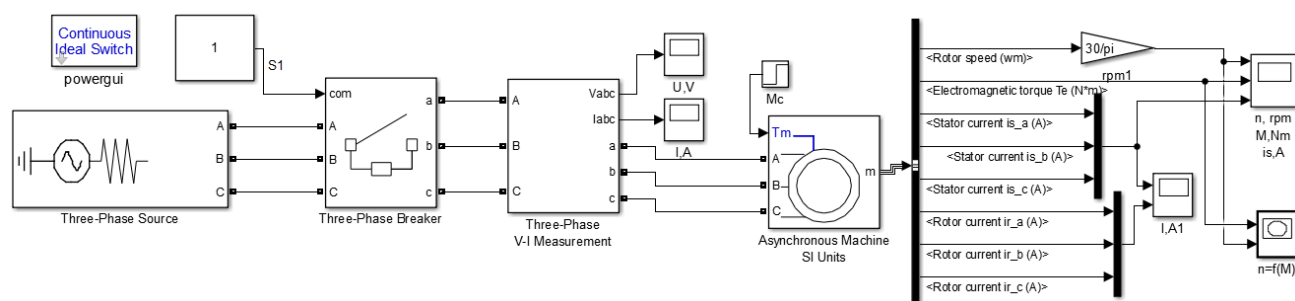 Continuous
Ideal Switch
powergui
1
S1
A
B
C
Three-Phase Source
com
A
B
C
a
b
c
Three-Phase Breaker
A
B
C
Vabc
Iabc
a
b
c
Three-Phase
V-I Measurement
U,V
I,A
Mc
Tm
A
B
C
m
Asynchronous Machine
SI Units
<Rotor speed (wm)>
<Electromagnetic torque Te (N*m)>
<Stator current is_a (A)>
<Stator current is_b (A)>
<Stator current is_c (A)>
<Rotor current ir_a (A)>
<Rotor current ir_b (A)>
<Rotor current ir_c (A)>
30/pi
rpm1
n, rpm
M,Nm
is,A
I,A1
n=f(M)